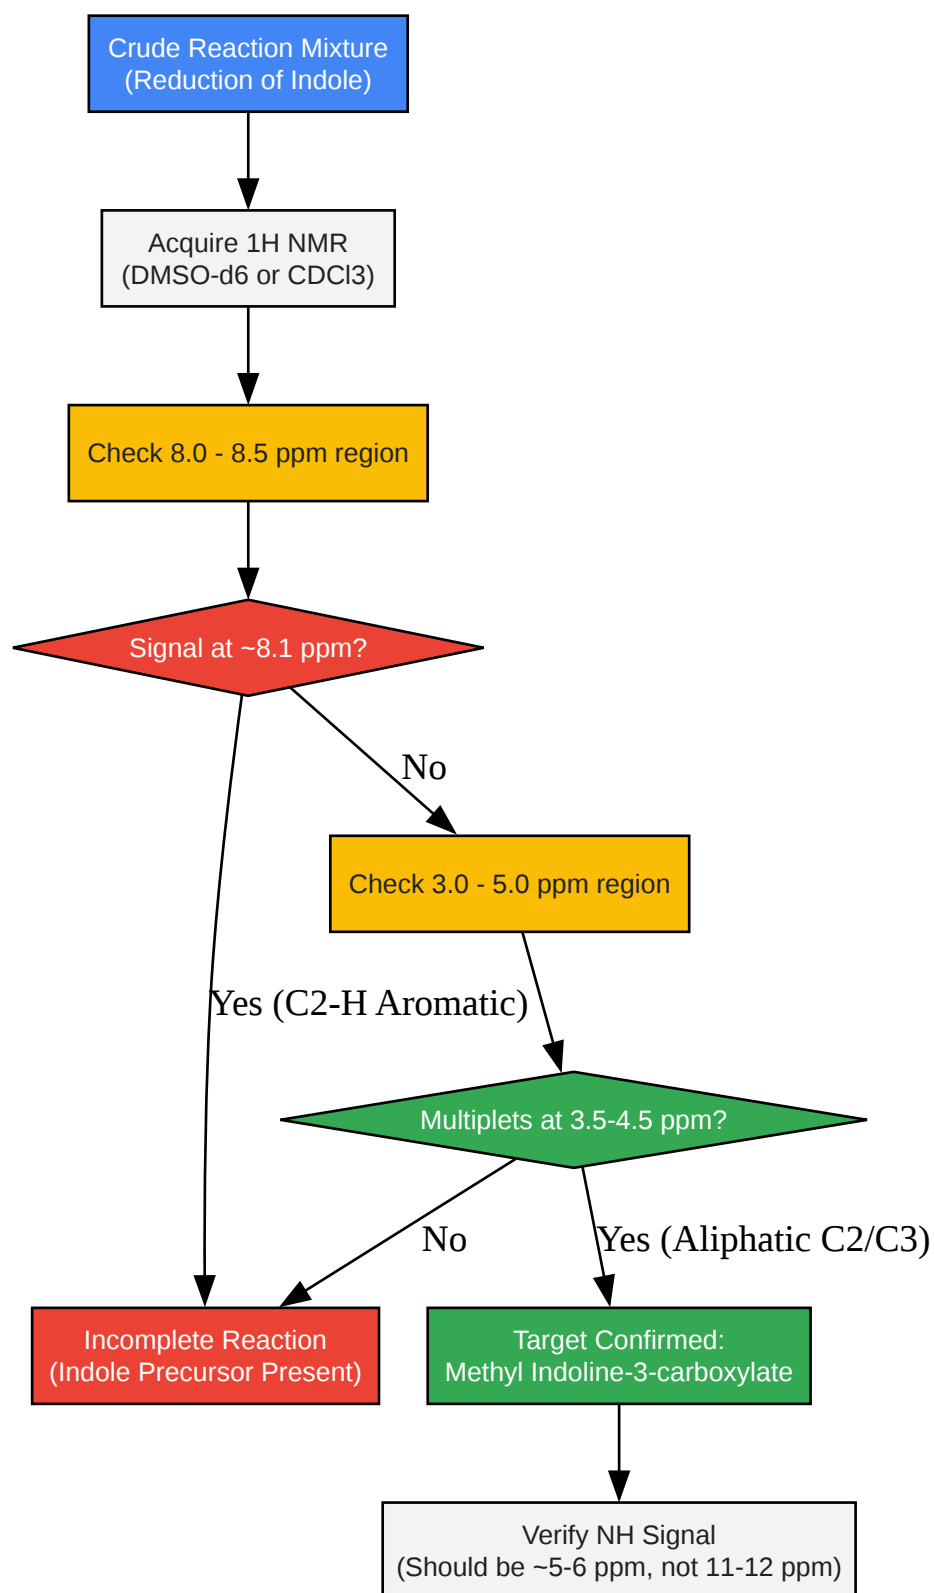 Crude Reaction Mixture
(Reduction of Indole)
Acquire 1H NMR
(DMSO-d6 or CDCl3)
Check 8.0 - 8.5 ppm region
Signal at ~8.1 ppm?
No
Check 3.0 - 5.0 ppm region
Yes (C2-H Aromatic)
Multiplets at 3.5-4.5 ppm?
No
Yes (Aliphatic C2/C3)
Incomplete Reaction
(Indole Precursor Present)
Target Confirmed:
Methyl Indoline-3-carboxylate
Verify NH Signal
(Should be ~5-6 ppm, not 11-12 ppm)